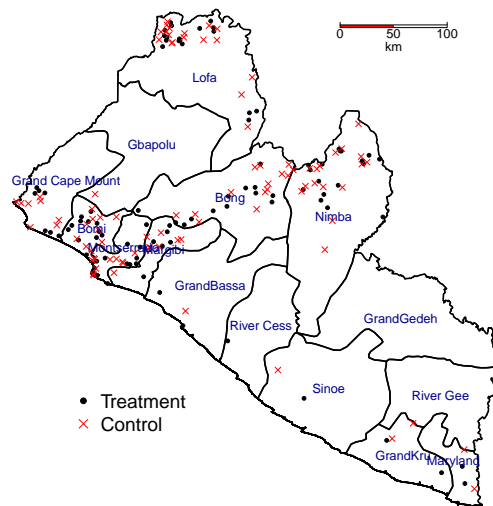 0 50 100
km
Lofa
Gbapolu
Grand Cape Mount
Bong
Nimba
Bomi
Montserrado
Margibi
GrandBassa
River Cess
GrandGedeh
Sinoe
River Gee
GrandKru
Maryland
Treatment
Control